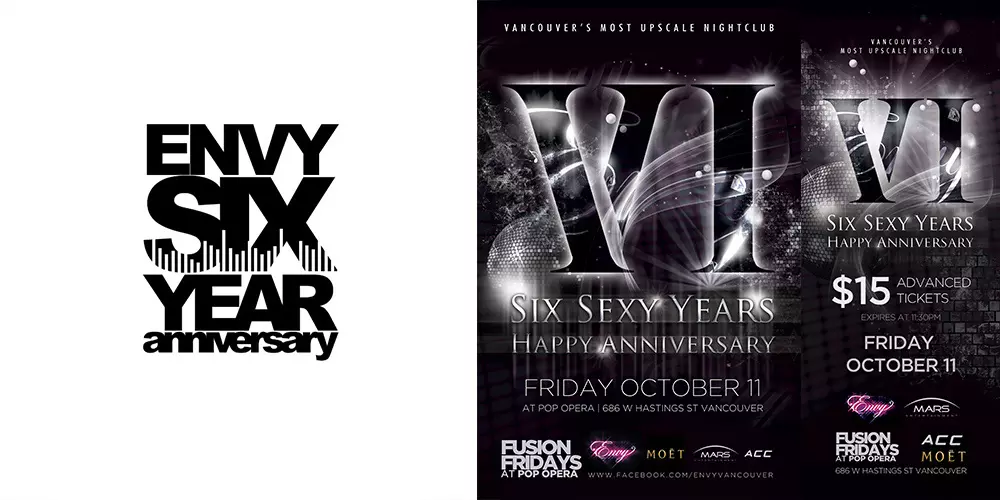 ENVY
SIX
YEAR
anniversary
VANCOUVER'S MOST UPSCALE NIGHTCLUB
VI
SIX SEXY YEARS
HAPPY ANNIVERSARY
FRIDAY OCTOBER 11
AT POP OPERA | 686 W HASTINGS ST VANCOUVER
FUSION
FRIDAYS
AT POP OPERA
Envy
MOËT
MARS
ENTERTAINMENT
ACC
WWW.FACEBOOK.COM/ENVYVANCOUVER
VANCOUVER'S
MOST UPSCALE NIGHTCLUB
VI
SIX SEXY YEARS
HAPPY ANNIVERSARY
$15 ADVANCED
TICKETS
EXPIRES AT 11:30PM
FRIDAY
OCTOBER 11
Envy
MARS
ENTERTAINMENT
FUSION
FRIDAYS
AT POP OPERA
ACC
MOËT
686 W HASTINGS ST VANCOUVER